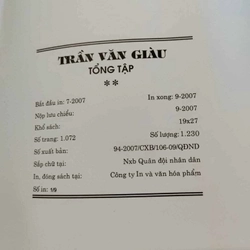 TRẦN VĂN GIÀU
TỔNG TẬP
**
Bắt đầu in: 7-2007 In xong: 9-2007
Nộp lưu chiểu: 9-2007
Khổ sách: 19x27
Số trang: 1.072 Số lượng: 1.230
Số xuất bản: 94-2007/CXB/106-09/QĐND
Sắp chữ tại: Nxb Quân đội nhân dân
In, đóng sách tại: Công ty In và văn hóa phẩm
Số in: 1/9